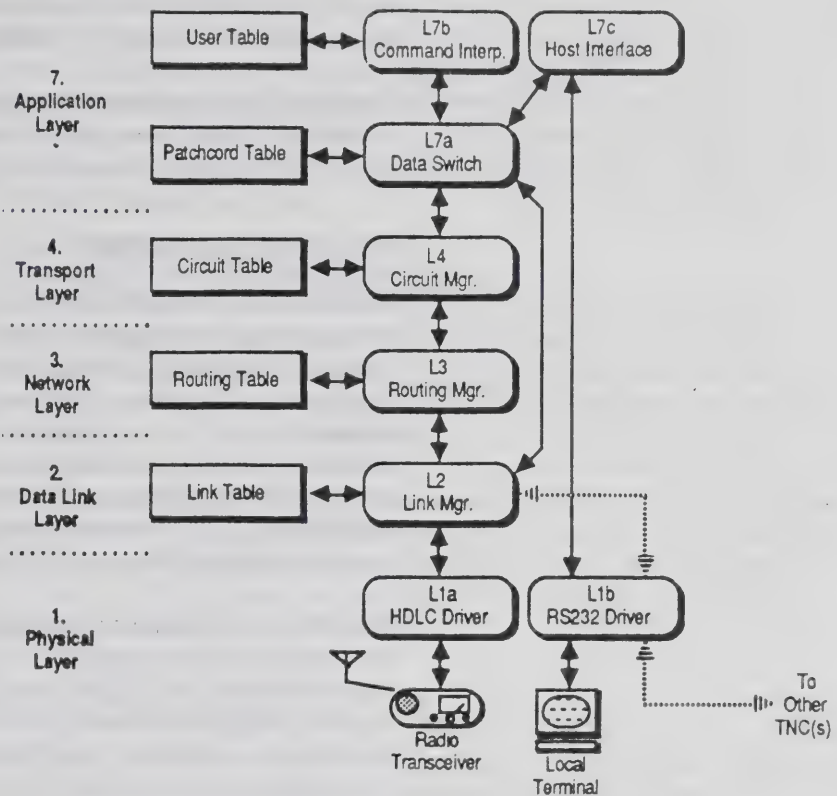 User Table
L7b
Command Interp.
L7c
Host Interface
7.
Application
Layer
Patchcord Table
L7a
Data Switch
4.
Transport
Layer
Circuit Table
L4
Circuit Mgr.
3.
Network
Layer
Routing Table
L3
Routing Mgr.
2.
Data Link
Layer
Link Table
L2
Link Mgr.
1.
Physical
Layer
L1a
HDLC Driver
L1b
RS232 Driver
Radio
Transceiver
Local
Terminal
To
Other
TNC(s)